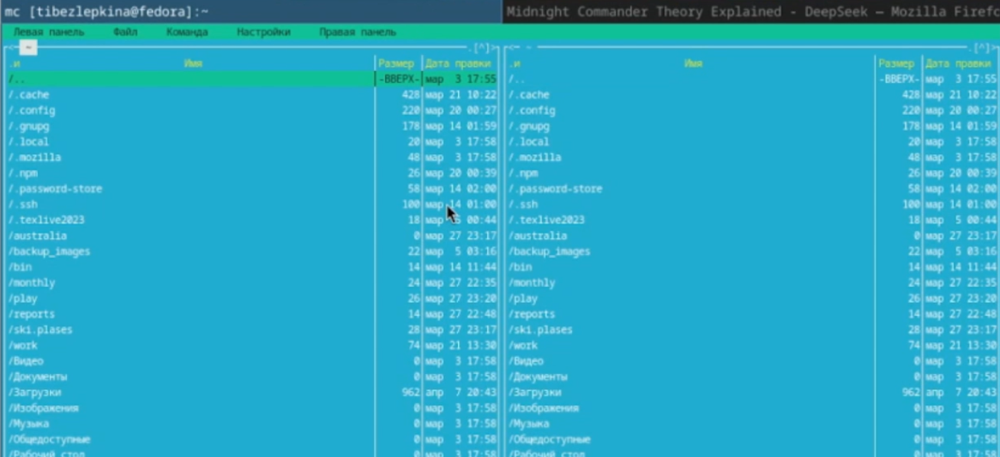 mc [tibezlepkina@fedora]:~
Midnight Commander Theory Explained - DeepSeek — Mozilla Firefo
Левая панель Файл Команда Настройки Правая панель
<- ~ .[^]>
.и Имя Размер Дата правки
/.. -ВВЕРХ- мар 3 17:55
/.cache 428 мар 21 10:22
/.config 220 мар 20 00:27
/.gnupg 178 мар 14 01:59
/.local 20 мар 3 17:58
/.mozilla 48 мар 3 17:58
/.npm 26 мар 20 00:39
/.password-store 58 мар 14 02:00
/.ssh 100 мар 14 01:00
/.texlive2023 18 мар 5 00:44
/australia 0 мар 27 23:17
/backup_images 22 мар 5 03:16
/bin 14 мар 14 11:44
/monthly 24 мар 27 22:35
/play 26 мар 27 23:20
/reports 14 мар 27 22:48
/ski.plases 28 мар 27 23:17
/work 74 мар 21 13:30
/Видео 0 мар 3 17:58
/Документы 0 мар 3 17:58
/Загрузки 962 апр 7 20:43
/Изображения 0 мар 3 17:58
/Музыка 0 мар 3 17:58
/Общедоступные 0 мар 3 17:58
/Рабочий стол 0 мар 3 17:58
<- ~ .[^]>
.и Имя Размер Дата правки
/.. -ВВЕРХ- мар 3 17:55
/.cache 428 мар 21 10:22
/.config 220 мар 20 00:27
/.gnupg 178 мар 14 01:59
/.local 20 мар 3 17:58
/.mozilla 48 мар 3 17:58
/.npm 26 мар 20 00:39
/.password-store 58 мар 14 02:00
/.ssh 100 мар 14 01:00
/.texlive2023 18 мар 5 00:44
/australia 0 мар 27 23:17
/backup_images 22 мар 5 03:16
/bin 14 мар 14 11:44
/monthly 24 мар 27 22:35
/play 26 мар 27 23:20
/reports 14 мар 27 22:48
/ski.plases 28 мар 27 23:17
/work 74 мар 21 13:30
/Видео 0 мар 3 17:58
/Документы 0 мар 3 17:58
/Загрузки 962 апр 7 20:43
/Изображения 0 мар 3 17:58
/Музыка 0 мар 3 17:58
/Общедоступные 0 мар 3 17:58
/Рабочий стол 0 мар 3 17:58